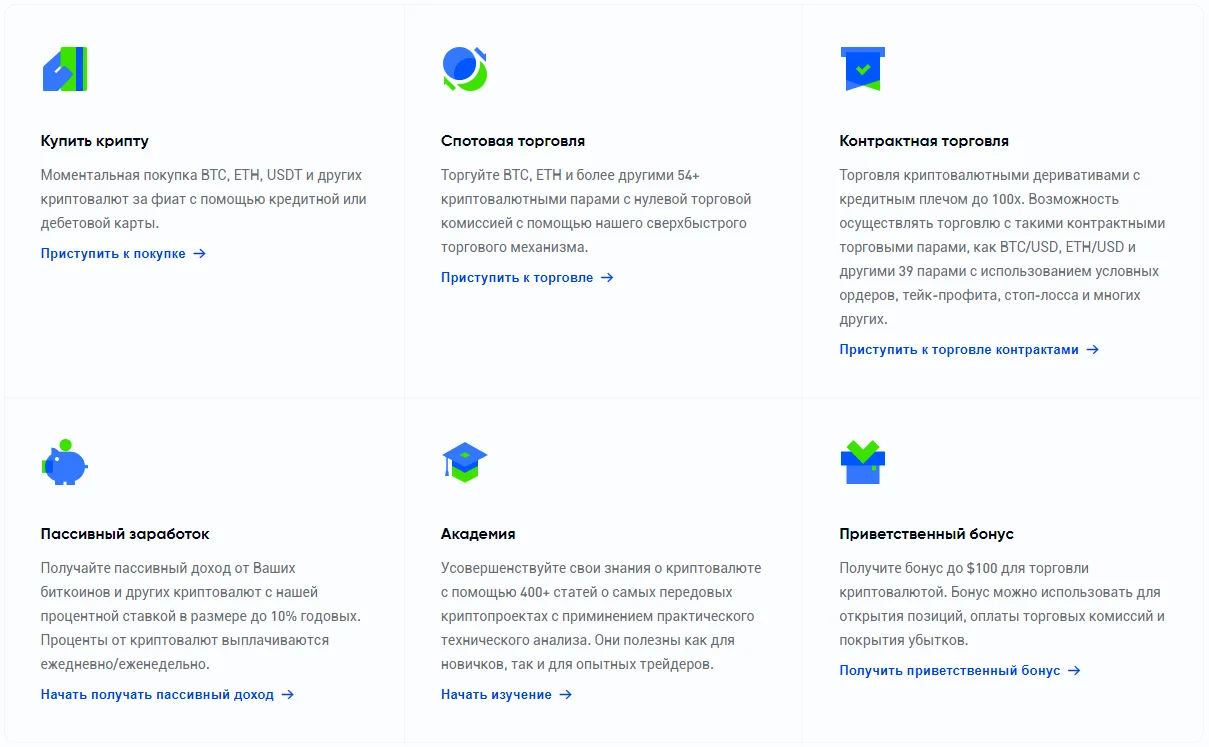 Купить крипту
Моментальная покупка BTC, ETH, USDT и других
криптовалют за фиат с помощью кредитной или
дебетовой карты.
Приступить к покупке →
Спотовая торговля
Торгуйте BTC, ETH и более другими 54+
криптовалютными парами с нулевой торговой
комиссией с помощью нашего сверхбыстрого
торгового механизма.
Приступить к торговле →
Контрактная торговля
Торговля криптовалютными деривативами с
кредитным плечом до 100x. Возможность
осуществлять торговлю с такими контрактными
торговыми парами, как BTC/USD, ETH/USD и
другими 39 парами с использованием условных
ордеров, тейк-профита, стоп-лосса и многих
других.
Приступить к торговле контрактами →
Пассивный заработок
Получайте пассивный доход от Ваших
биткоинов и других криптовалют с нашей
процентной ставкой в размере до 10% годовых.
Проценты от криптовалют выплачиваются
ежедневно/еженедельно.
Начать получать пассивный доход →
Академия
Усовершенствуйте свои знания о криптовалюте
с помощью 400+ статей о самых передовых
криптопроектах с приминением практического
технического анализа. Они полезны как для
новичков, так и для опытных трейдеров.
Начать изучение →
Приветственный бонус
Получите бонус до $100 для торговли
криптовалютой. Бонус можно использовать для
открытия позиций, оплаты торговых комиссий и
покрытия убытков.
Получить приветственный бонус →